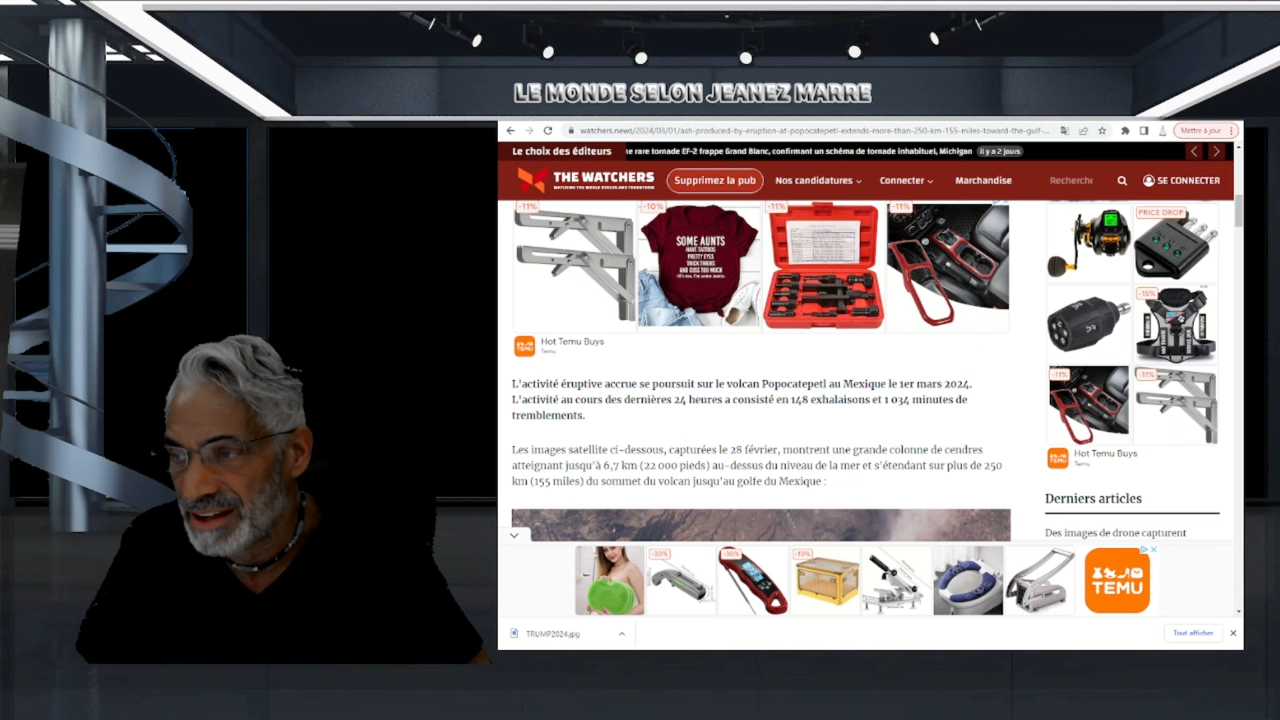 LE MONDE SELON JEANEZ MARRE
watchers.news/2024/03/01/ash-produced-by-eruption-at-popocatepetl-extends-more-than-250-km-155-miles-toward-the-gulf-...
Mettre à jour
Le choix des éditeurs
ne rare tornade EF-2 frappe Grand Blanc, confirmant un schéma de tornade inhabituel, Michigan
il y a 2 jours
THE WATCHERS
WATCHING THE WORLD EVOLVE AND TRANSFORM
Supprimez la pub
Nos candidatures
Connecter
Marchandise
Recherche
SE CONNECTER
-11%
-10%
-11%
-11%
SOME AUNTS
HAVE TATTOOS
PRETTY EYES
THICK THIGHS
AND CUSS TOO MUCH
-It's me, I'm some aunts.
PRICE DROP
-15%
-11%
-11%
TEMU
Hot Temu Buys
Temu
L'activité éruptive accrue se poursuit sur le volcan Popocatepetl au Mexique le 1er mars 2024.
L'activité au cours des dernières 24 heures a consisté en 148 exhalaisons et 1 034 minutes de
tremblements.
Les images satellite ci-dessous, capturées le 28 février, montrent une grande colonne de cendres
atteignant jusqu'à 6,7 km (22 000 pieds) au-dessus du niveau de la mer et s'étendant sur plus de 250
km (155 miles) du sommet du volcan jusqu'au golfe du Mexique :
TEMU
Hot Temu Buys
Temu
Derniers articles
Des images de drone capturent
-30%
-30%
-10%
TEMU
TRUMP2024.jpg
Tout afficher